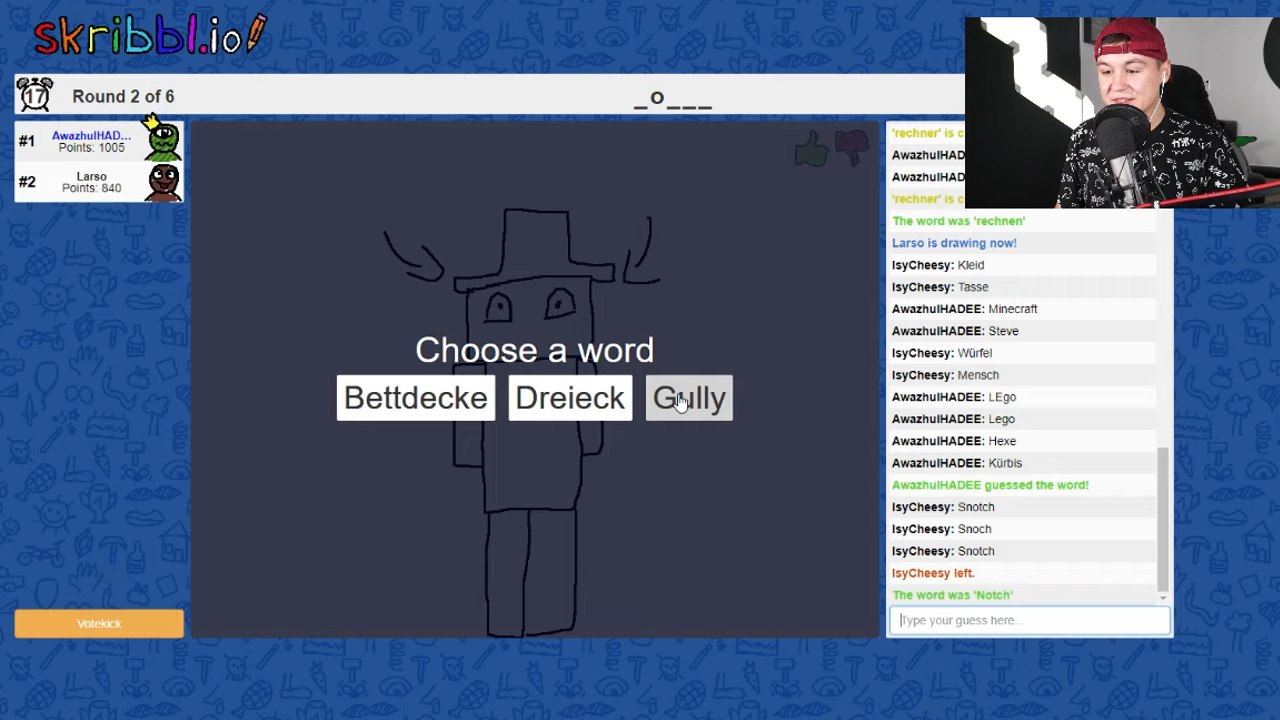 skribbl.io
17
Round 2 of 6
_o___
#1
AwazhulHAD...
Points: 1005
#2
Larso
Points: 840
Choose a word
Bettdecke
Dreieck
Gully
'rechner' is c
AwazhulHAD
AwazhulHAD
'rechner' is c
The word was 'rechnen'
Larso is drawing now!
IsyCheesy: Kleid
IsyCheesy: Tasse
AwazhulHADEE: Minecraft
AwazhulHADEE: Steve
IsyCheesy: Würfel
IsyCheesy: Mensch
AwazhulHADEE: LEgo
AwazhulHADEE: Lego
AwazhulHADEE: Hexe
AwazhulHADEE: Kürbis
AwazhulHADEE guessed the word!
IsyCheesy: Snotch
IsyCheesy: Snoch
IsyCheesy: Snotch
IsyCheesy left.
The word was 'Notch'
Type your guess here...
Votekick